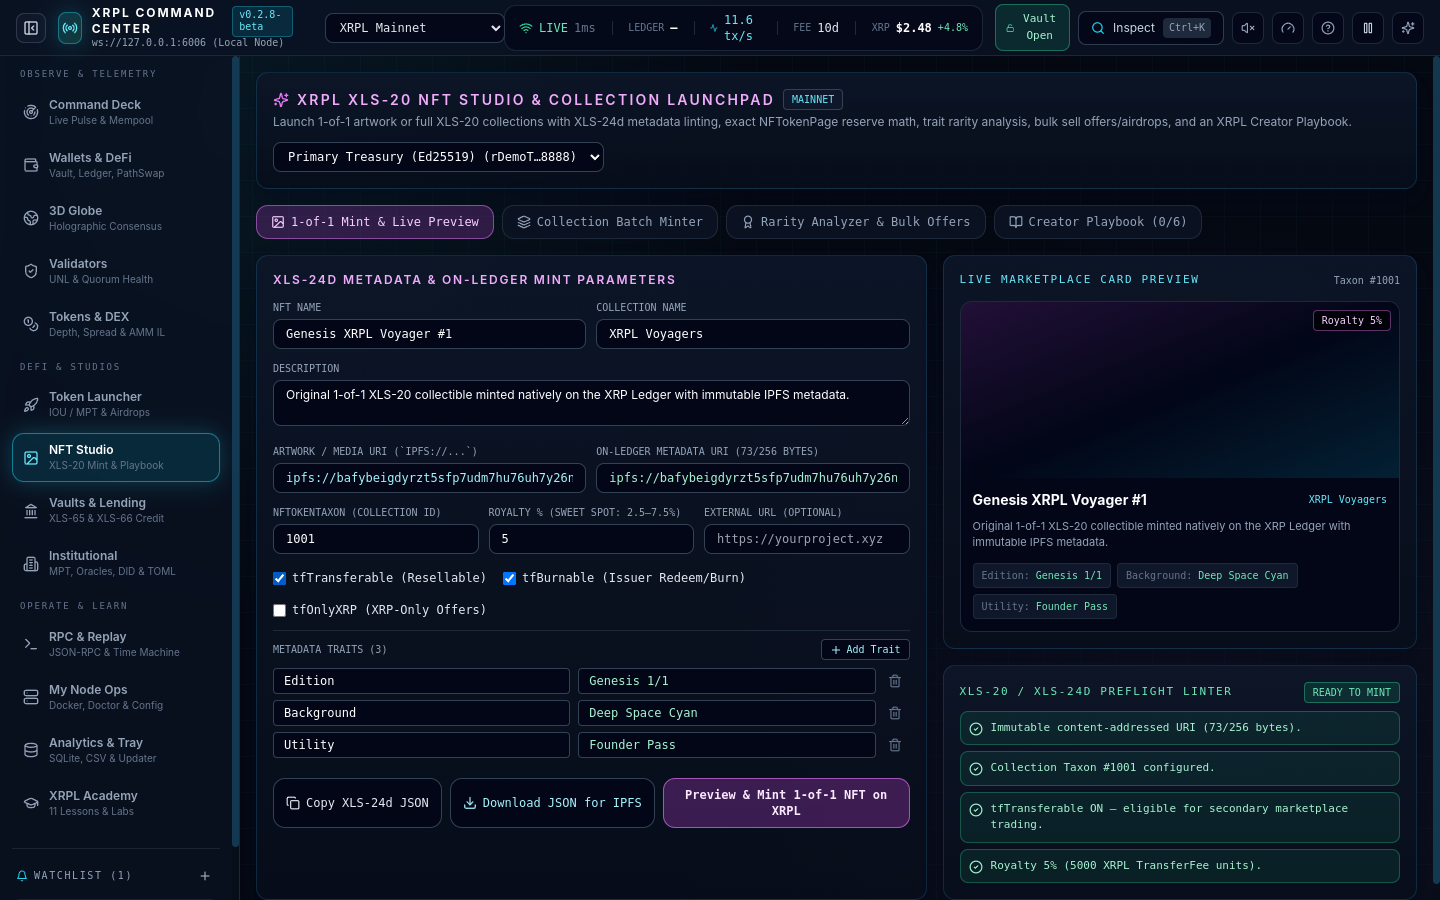 XRPL COMMAND CENTER
v0.2.8-beta
ws://127.0.0.1:6006 (Local Node)
XRPL Mainnet
LIVE 1ms
LEDGER —
11.6 tx/s
FEE 10d
XRP $2.48 +4.8%
Vault Open
Inspect Ctrl+K
OBSERVE & TELEMETRY
Command Deck
Live Pulse & Mempool
Wallets & DeFi
Vault, Ledger, PathSwap
3D Globe
Holographic Consensus
Validators
UNL & Quorum Health
Tokens & DEX
Depth, Spread & AMM IL
DEFI & STUDIOS
Token Launcher
IOU / MPT & Airdrops
NFT Studio
XLS-20 Mint & Playbook
Vaults & Lending
XLS-65 & XLS-66 Credit
Institutional
MPT, Oracles, DID & TOML
OPERATE & LEARN
RPC & Replay
JSON-RPC & Time Machine
My Node Ops
Docker, Doctor & Config
Analytics & Tray
SQLite, CSV & Updater
XRPL Academy
11 Lessons & Labs
WATCHLIST (1)
XRPL XLS-20 NFT STUDIO & COLLECTION LAUNCHPAD
MAINNET
Launch 1-of-1 artwork or full XLS-20 collections with XLS-24d metadata linting, exact NFTokenPage reserve math, trait rarity analysis, bulk sell offers/airdrops, and an XRPL Creator Playbook.
Primary Treasury (Ed25519) (rDemoT…8888)
1-of-1 Mint & Live Preview
Collection Batch Minter
Rarity Analyzer & Bulk Offers
Creator Playbook (0/6)
XLS-24D METADATA & ON-LEDGER MINT PARAMETERS
NFT NAME
COLLECTION NAME
Genesis XRPL Voyager #1
XRPL Voyagers
DESCRIPTION
Original 1-of-1 XLS-20 collectible minted natively on the XRP Ledger with immutable IPFS metadata.
ARTWORK / MEDIA URI (`IPFS://...`)
ON-LEDGER METADATA URI (73/256 BYTES)
ipfs://bafybeigdyrzt5sfp7udm7hu76uh7y26n
ipfs://bafybeigdyrzt5sfp7udm7hu76uh7y26n
NFTOKENTAXON (COLLECTION ID)
ROYALTY % (SWEET SPOT: 2.5–7.5%)
EXTERNAL URL (OPTIONAL)
1001
5
https://yourproject.xyz
tfTransferable (Resellable)
tfBurnable (Issuer Redeem/Burn)
tfOnlyXRP (XRP-Only Offers)
METADATA TRAITS (3)
Add Trait
Edition
Genesis 1/1
Background
Deep Space Cyan
Utility
Founder Pass
Copy XLS-24d JSON
Download JSON for IPFS
Preview & Mint 1-of-1 NFT on XRPL
LIVE MARKETPLACE CARD PREVIEW
Taxon #1001
Royalty 5%
Genesis XRPL Voyager #1
XRPL Voyagers
Original 1-of-1 XLS-20 collectible minted natively on the XRP Ledger with
immutable IPFS metadata.
Edition: Genesis 1/1
Background: Deep Space Cyan
Utility: Founder Pass
XLS-20 / XLS-24D PREFLIGHT LINTER
READY TO MINT
Immutable content-addressed URI (73/256 bytes).
Collection Taxon #1001 configured.
tfTransferable ON — eligible for secondary marketplace
trading.
Royalty 5% (5000 XRPL TransferFee units).